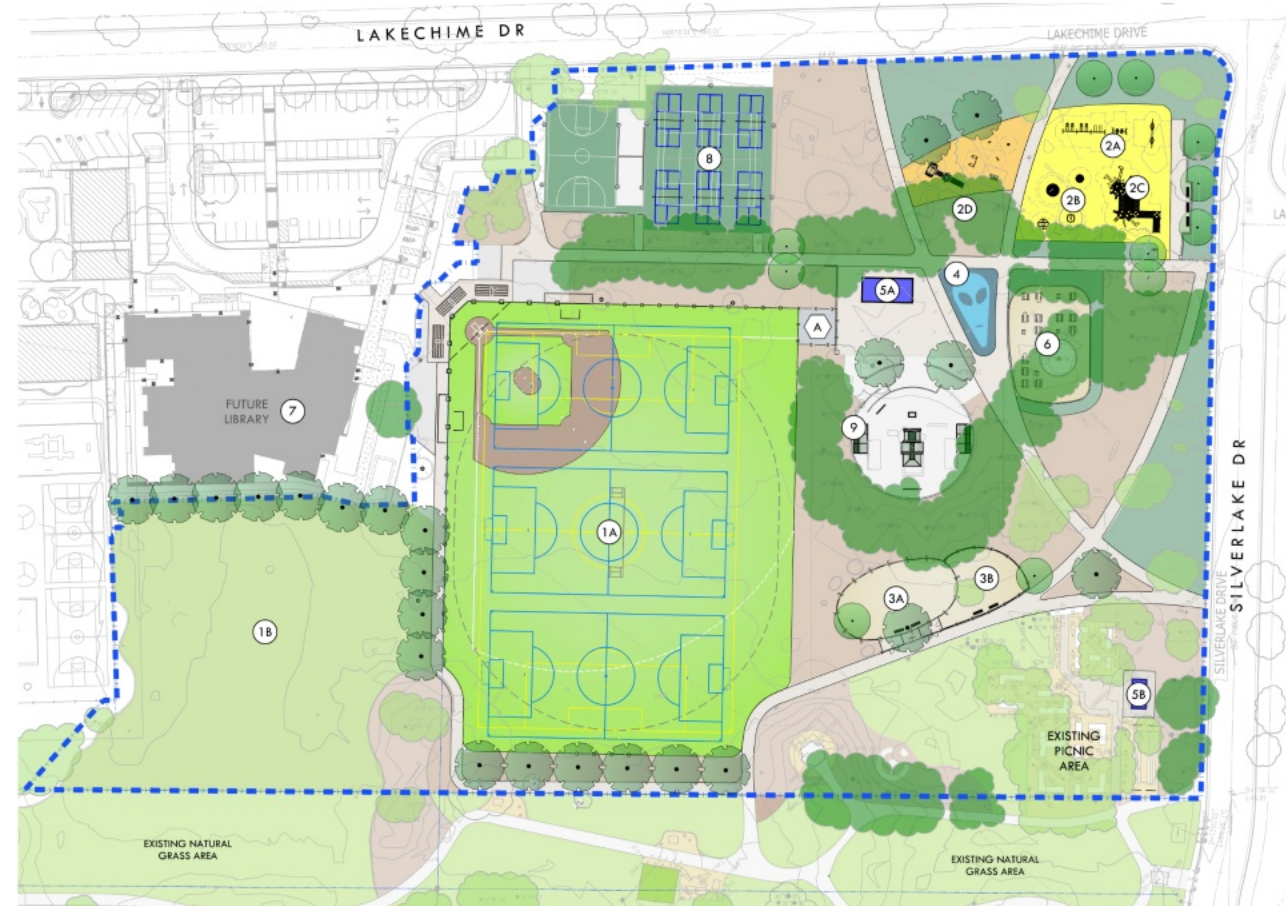 LAKECHIME DR
LAKECHIME DRIVE
2A
8
2C
2B
2D
4
5A
A
6
FUTURE
LIBRARY
7
9
SILVERLAKE DR
1A
3B
3A
SILVERLAKE DRIVE
1B
5B
EXISTING
PICNIC
AREA
EXISTING NATURAL
GRASS AREA
EXISTING NATURAL
GRASS AREA